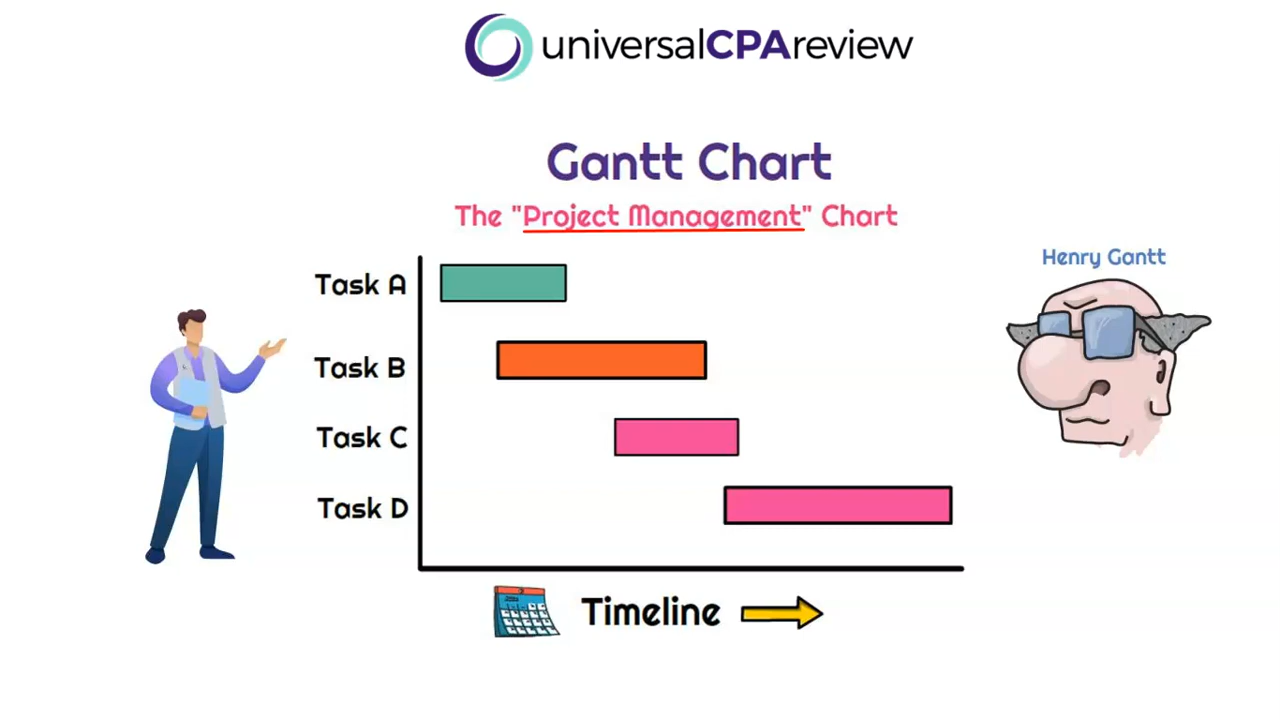 universalCPAreview
Gantt Chart
The "Project Management" Chart
Henry Gantt
Task A
Task B
Task C
Task D
Timeline